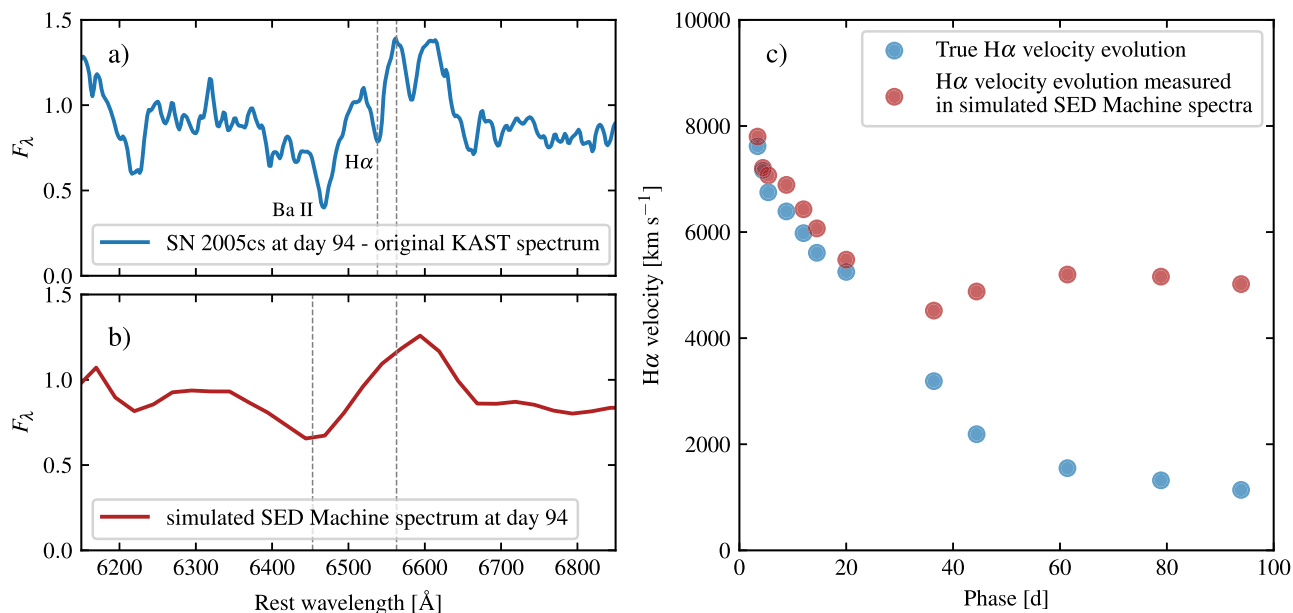 a)
1.5
1.0
0.5
0.0
F_λ
Hα
Ba II
SN 2005cs at day 94 - original KAST spectrum
b)
1.5
1.0
0.5
0.0
F_λ
simulated SED Machine spectrum at day 94
6200 6300 6400 6500 6600 6700 6800
Rest wavelength [Å]
c)
True Hα velocity evolution
Hα velocity evolution measured
in simulated SED Machine spectra
10000
8000
6000
4000
2000
0
Hα velocity [km s⁻¹]
0 20 40 60 80 100
Phase [d]